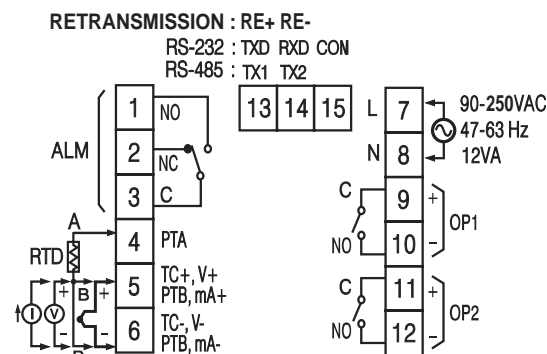 RETRANSMISSION : RE+ RE-
RS-232 : TXD RXD CON
RS-485 : TX1 TX2
13 14 15
ALM
1 NO
2 NC
3 C
A
4 PTA
RTD
5 TC+, V+
PTB, mA+
6 TC-, V-
PTB, mA-
I V + - B + -
L 7 90-250VAC
47-63 Hz
N 8 12VA
C 9 +
OP1
NO 10 -
C 11 +
OP2
NO 12 -